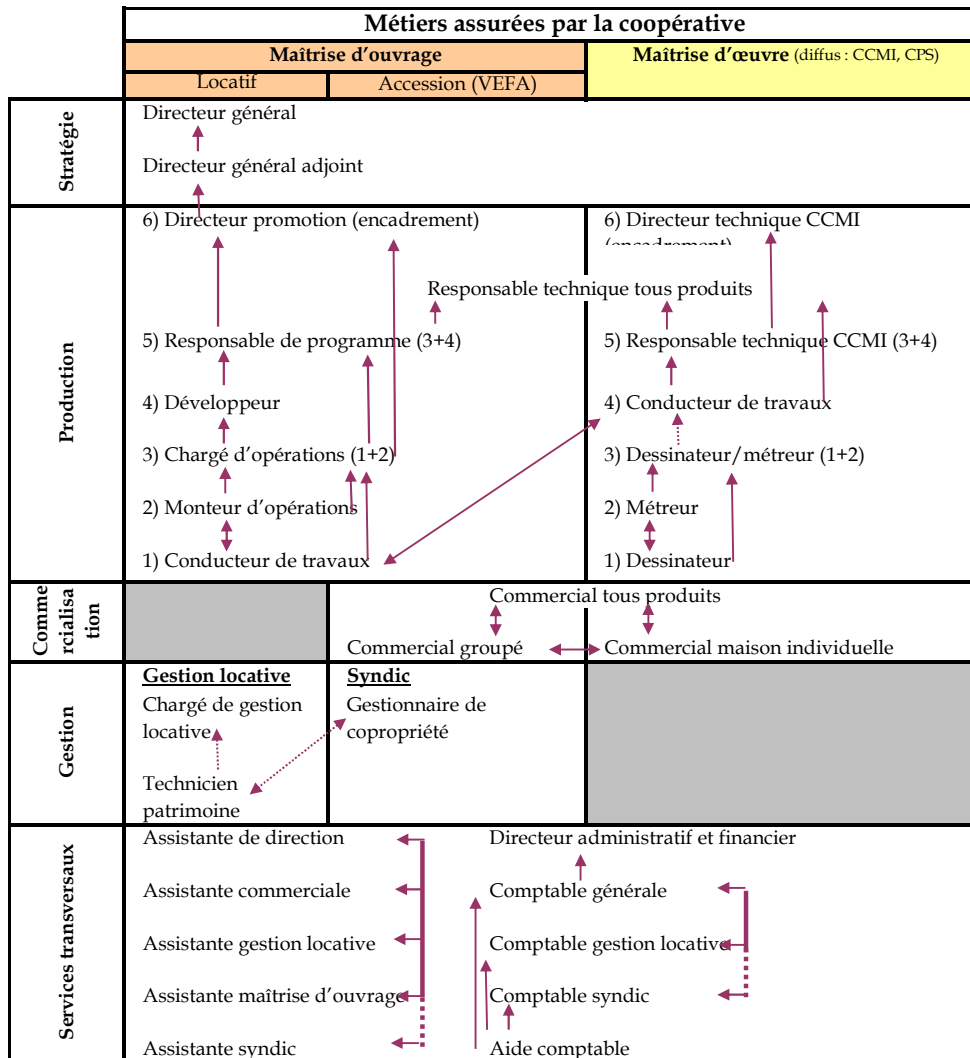 Métiers assurées par la coopérative
Maîtrise d'ouvrage
Maîtrise d'œuvre (diffus : CCMI, CPS)
Locatif
Accession (VEFA)
Stratégie
Directeur général
Directeur général adjoint
Production
6) Directeur promotion (encadrement)
6) Directeur technique CCMI
(encadrement)
Responsable technique tous produits
5) Responsable de programme (3+4)
5) Responsable technique CCMI (3+4)
4) Développeur
4) Conducteur de travaux
3) Chargé d'opérations (1+2)
3) Dessinateur/métreur (1+2)
2) Monteur d'opérations
2) Métreur
1) Conducteur de travaux
1) Dessinateur
Comme
rcialisa
tion
Commercial tous produits
Commercial groupé
Commercial maison individuelle
Gestion
Gestion locative
Chargé de gestion
locative
Technicien
patrimoine
Syndic
Gestionnaire de
copropriété
Services transversaux
Assistante de direction
Directeur administratif et financier
Assistante commerciale
Comptable générale
Assistante gestion locative
Comptable gestion locative
Assistante maîtrise d'ouvrage
Comptable syndic
Assistante syndic
Aide comptable